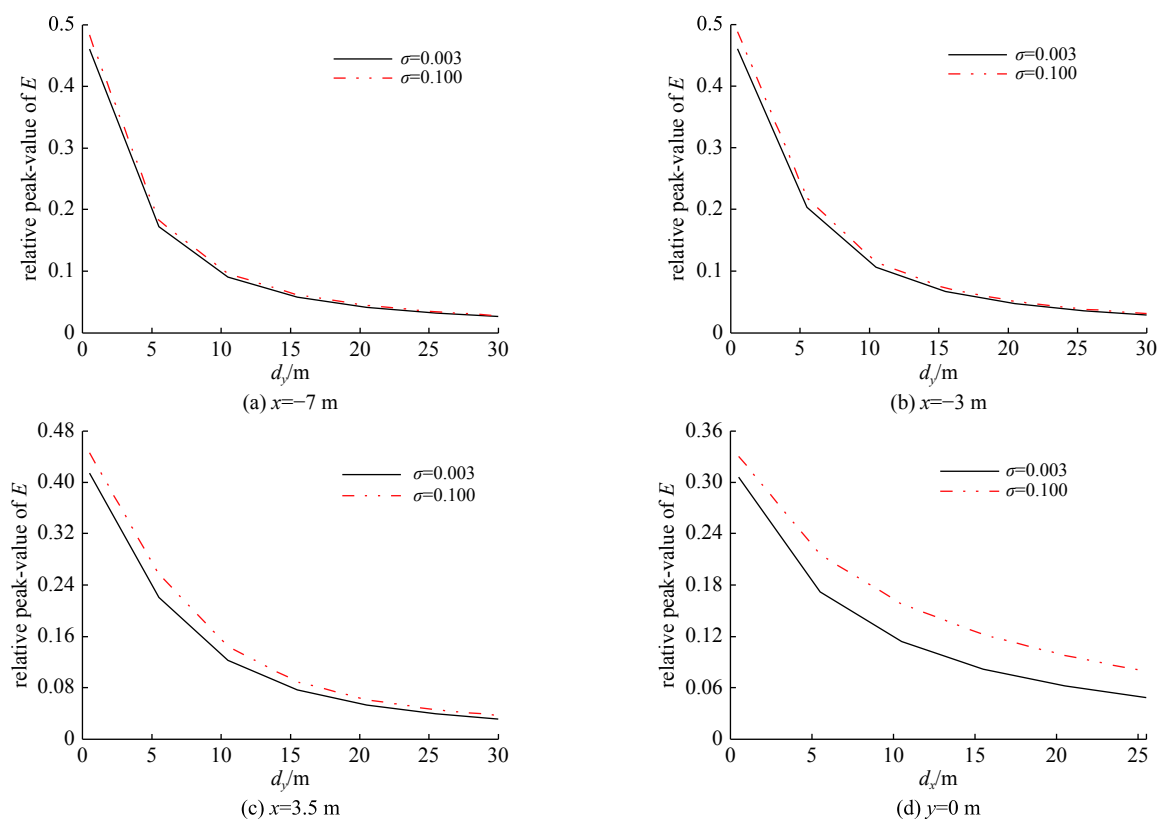 0.5
0.4
0.3
0.2
0.1
0
relative peak-value of E
σ=0.003
σ=0.100
0 5 10 15 20 25 30
dy/m
(a) x=−7 m
0.5
0.4
0.3
0.2
0.1
0
relative peak-value of E
σ=0.003
σ=0.100
0 5 10 15 20 25 30
dy/m
(b) x=−3 m
0.48
0.40
0.32
0.24
0.16
0.08
0
relative peak-value of E
σ=0.003
σ=0.100
0 5 10 15 20 25 30
dy/m
(c) x=3.5 m
0.36
0.30
0.24
0.18
0.12
0.06
0
relative peak-value of E
σ=0.003
σ=0.100
0 5 10 15 20 25
dx/m
(d) y=0 m